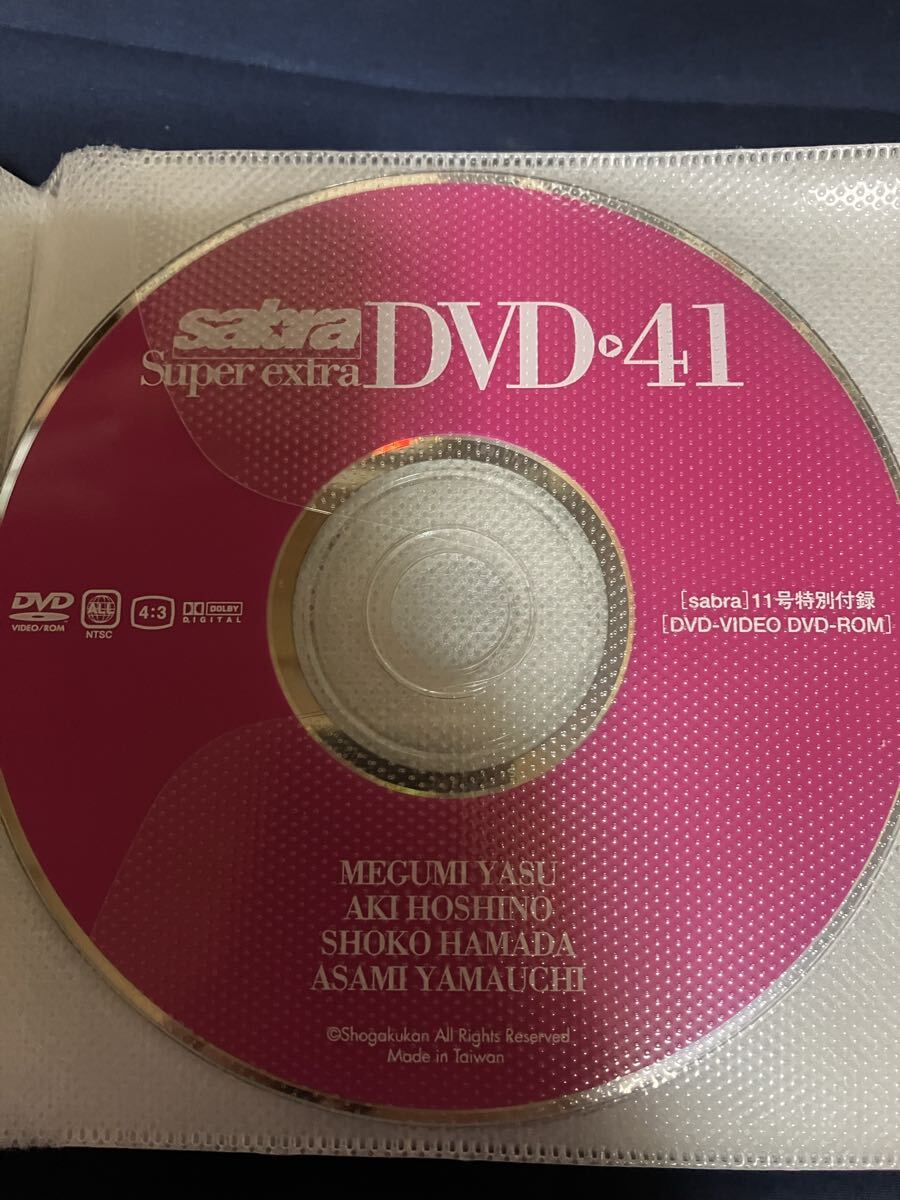 sabra
Super extra DVD 41
DVD
VIDEO/ROM
ALL
NTSC
4:3
DOLBY
DIGITAL
[sabra]11号特別付録
[DVD-VIDEO.DVD-ROM]
MEGUMI YASU
AKI HOSHINO
SHOKO HAMADA
ASAMI YAMAUCHI
©Shogakukan All Rights Reserved
Made in Taiwan